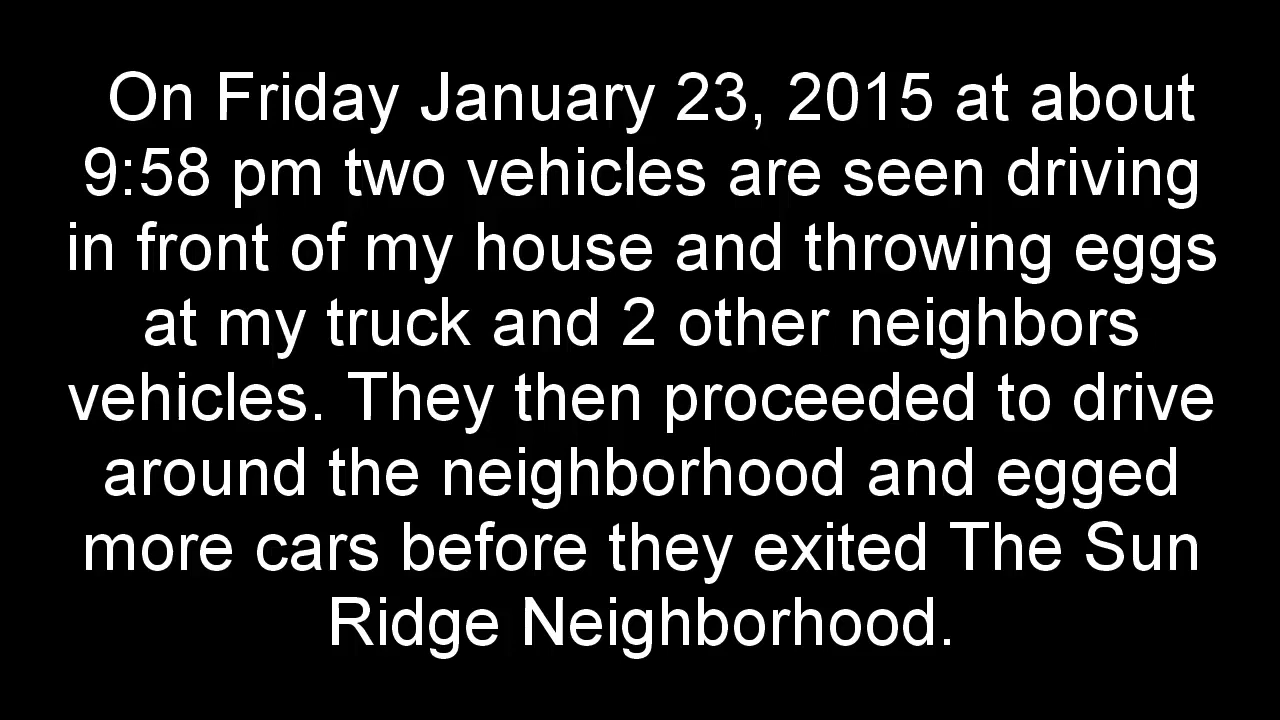 On Friday January 23, 2015 at about
9:58 pm two vehicles are seen driving
in front of my house and throwing eggs
at my truck and 2 other neighbors
vehicles. They then proceeded to drive
around the neighborhood and egged
more cars before they exited The Sun
Ridge Neighborhood.